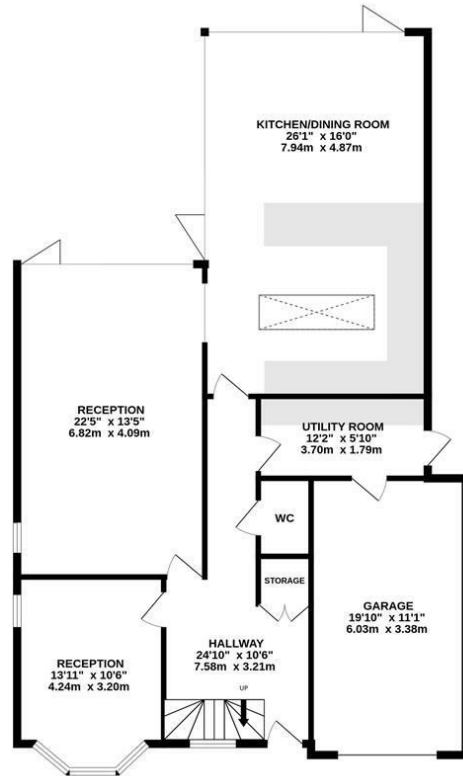 KITCHEN/DINING ROOM
26'1" x 16'0"
7.94m x 4.87m
RECEPTION
22'5" x 13'5"
6.82m x 4.09m
UTILITY ROOM
12'2" x 5'10"
3.70m x 1.79m
WC
STORAGE
GARAGE
19'10" x 11'1"
6.03m x 3.38m
HALLWAY
24'10" x 10'6"
7.58m x 3.21m
RECEPTION
13'11" x 10'6"
4.24m x 3.20m
UP